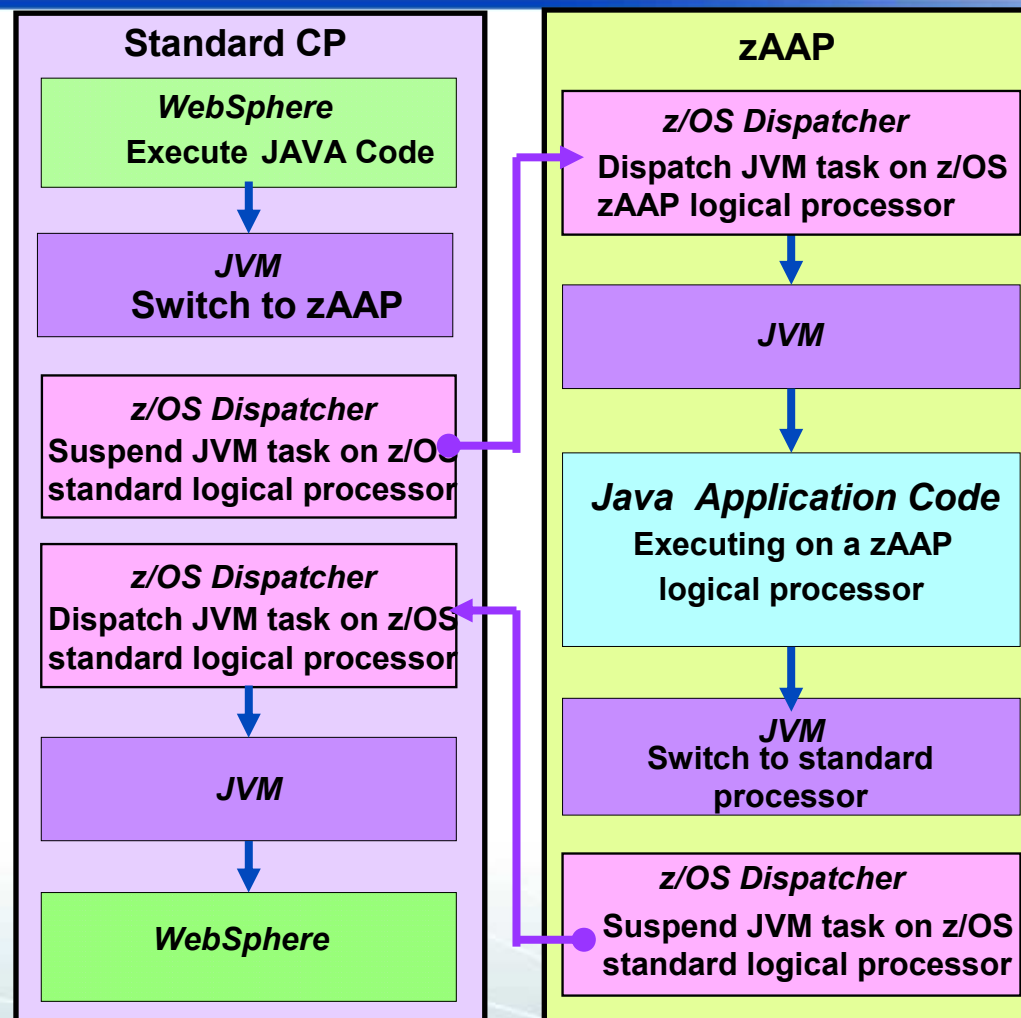 Standard CP
WebSphere
Execute JAVA Code
JVM
Switch to zAAP
z/OS Dispatcher
Suspend JVM task on z/OS
standard logical processor
z/OS Dispatcher
Dispatch JVM task on z/OS
standard logical processor
JVM
WebSphere
zAAP
z/OS Dispatcher
Dispatch JVM task on z/OS
zAAP logical processor
JVM
Java Application Code
Executing on a zAAP
logical processor
JVM
Switch to standard
processor
z/OS Dispatcher
Suspend JVM task on z/OS
standard logical processor